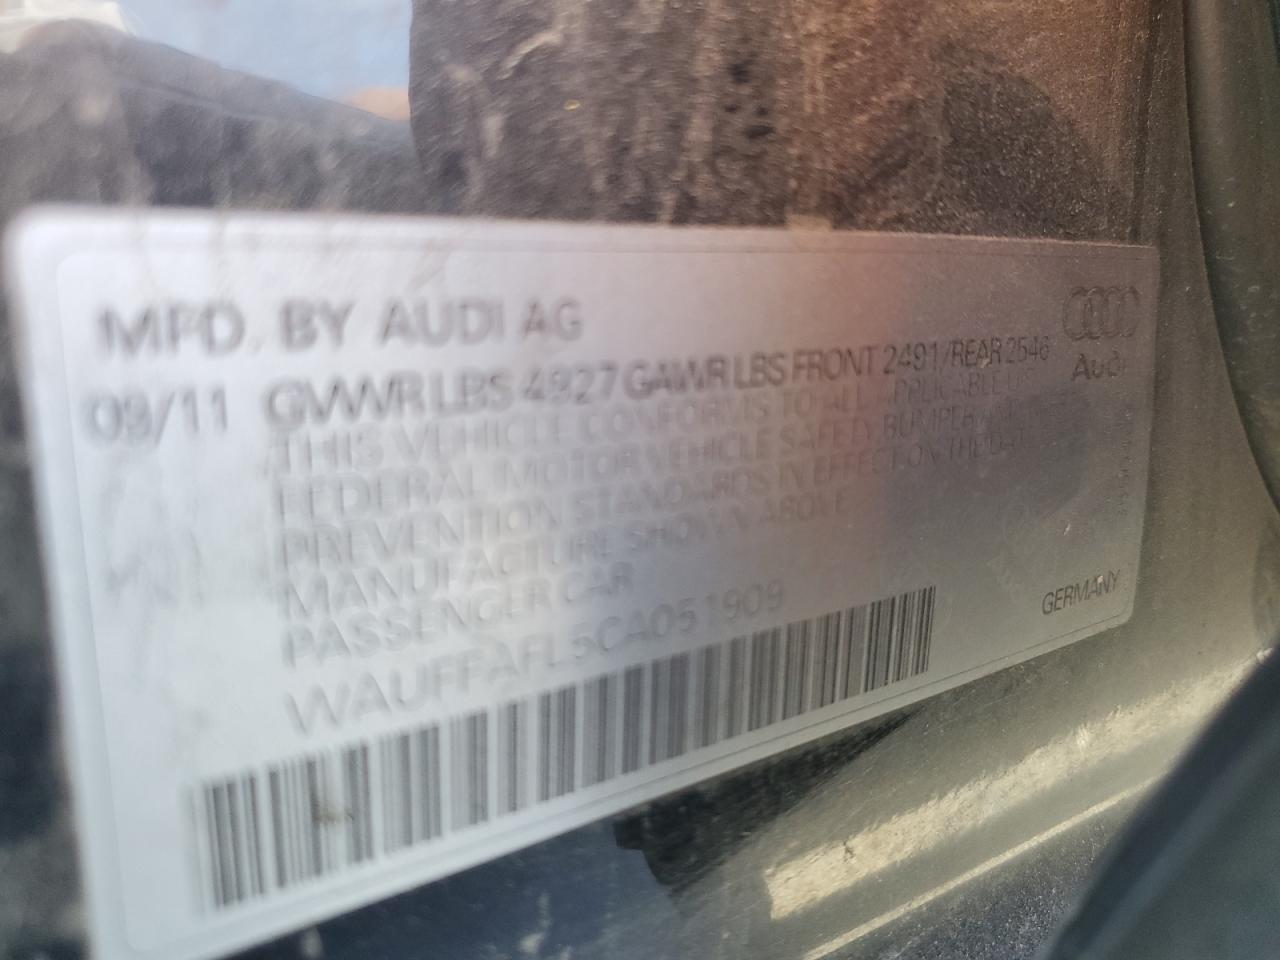 MFD. BY AUDI AG
09/11 GVWR LBS 4927 GAWR LBS FRONT 2491/REAR 2546
THIS VEHICLE CONFORMS TO ALL APPLICABLE
FEDERAL MOTOR VEHICLE SAFETY BUMPER AND
PREVENTION STANDARDS IN EFFECT ON THE DATE
MANUFACTURE SHOWN ABOVE
PASSENGER CAR
WAUFFAFL5CA051909
Audi
GERMANY